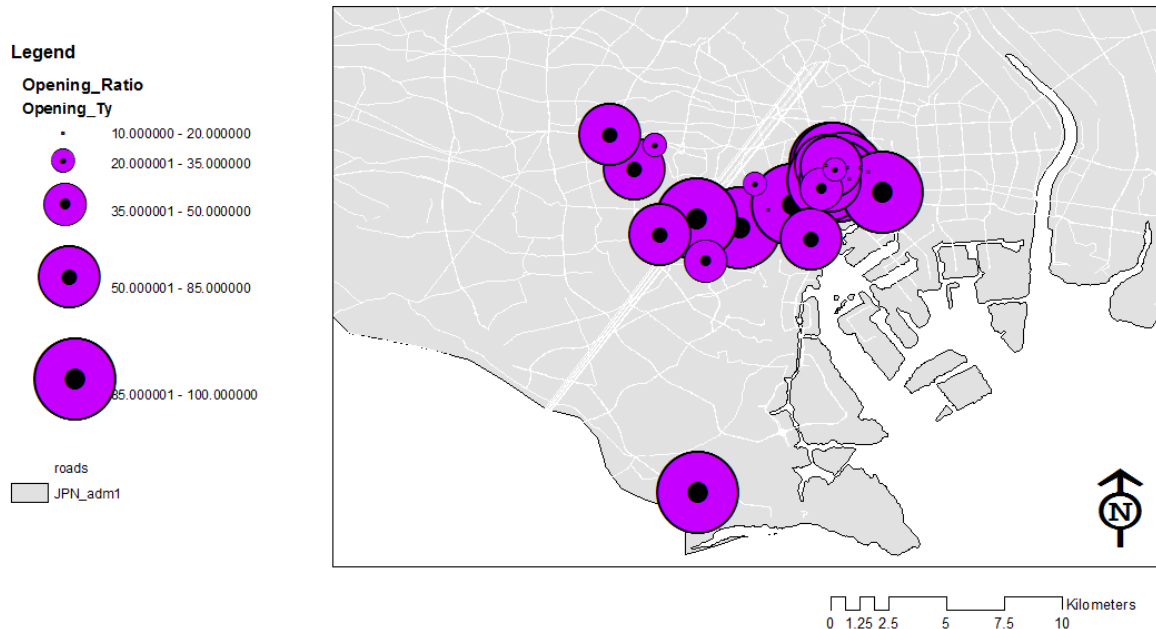 Legend
Opening_Ratio
Opening_Ty
10.000000 - 20.000000
20.000001 - 35.000000
35.000001 - 50.000000
50.000001 - 85.000000
85.000001 - 100.000000
roads
JPN_adm1
N
Kilometers
0 1.25 2.5 5 7.5 10